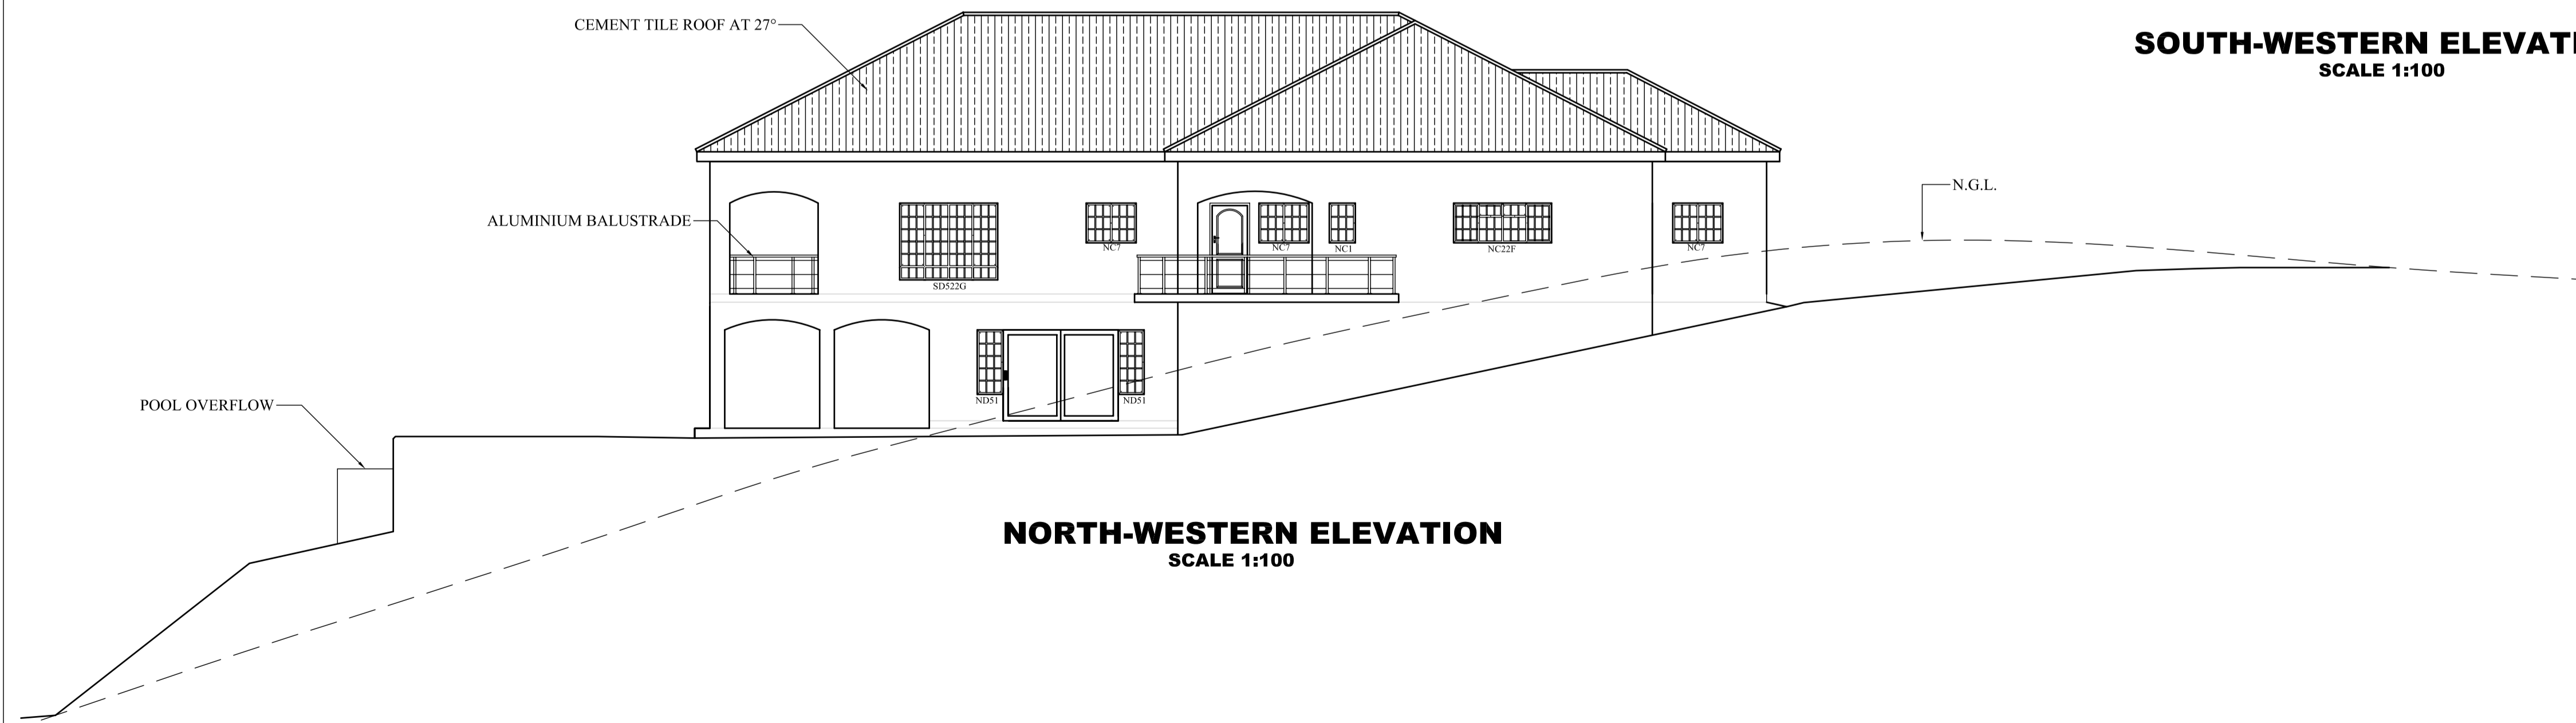 CEMENT TILE ROOF AT 27°
SOUTH-WESTERN ELEVATI
SCALE 1:100
N.G.L.
ALUMINIUM BALUSTRADE
NC7
NC7
NC1
NC22F
NC7
SD522G
ND51
ND51
POOL OVERFLOW
NORTH-WESTERN ELEVATION
SCALE 1:100